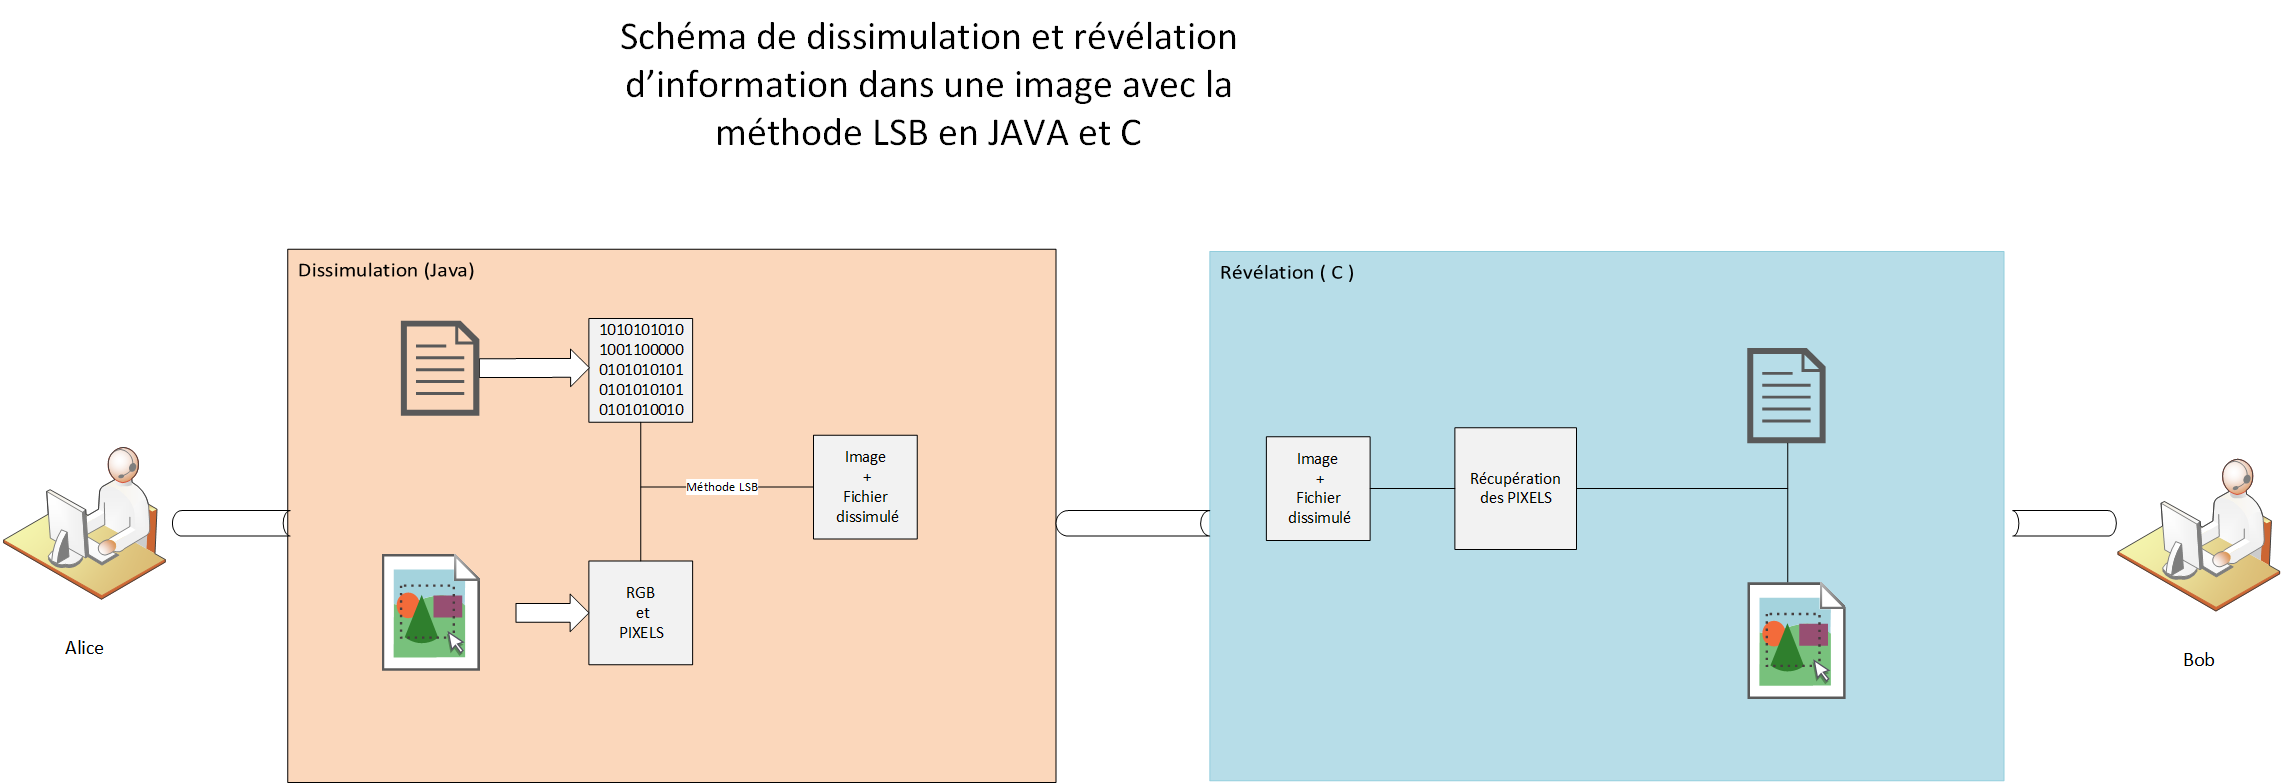 Schéma de dissimulation et révélation
d’information dans une image avec la
méthode LSB en JAVA et C
Dissimulation (Java)
1010101010
1001100000
0101010101
0101010101
0101010010
Méthode LSB
Image
+
Fichier
dissimulé
RGB
et
PIXELS
Alice
Révélation ( C )
Image
+
Fichier
dissimulé
Récupération
des PIXELS
Bob